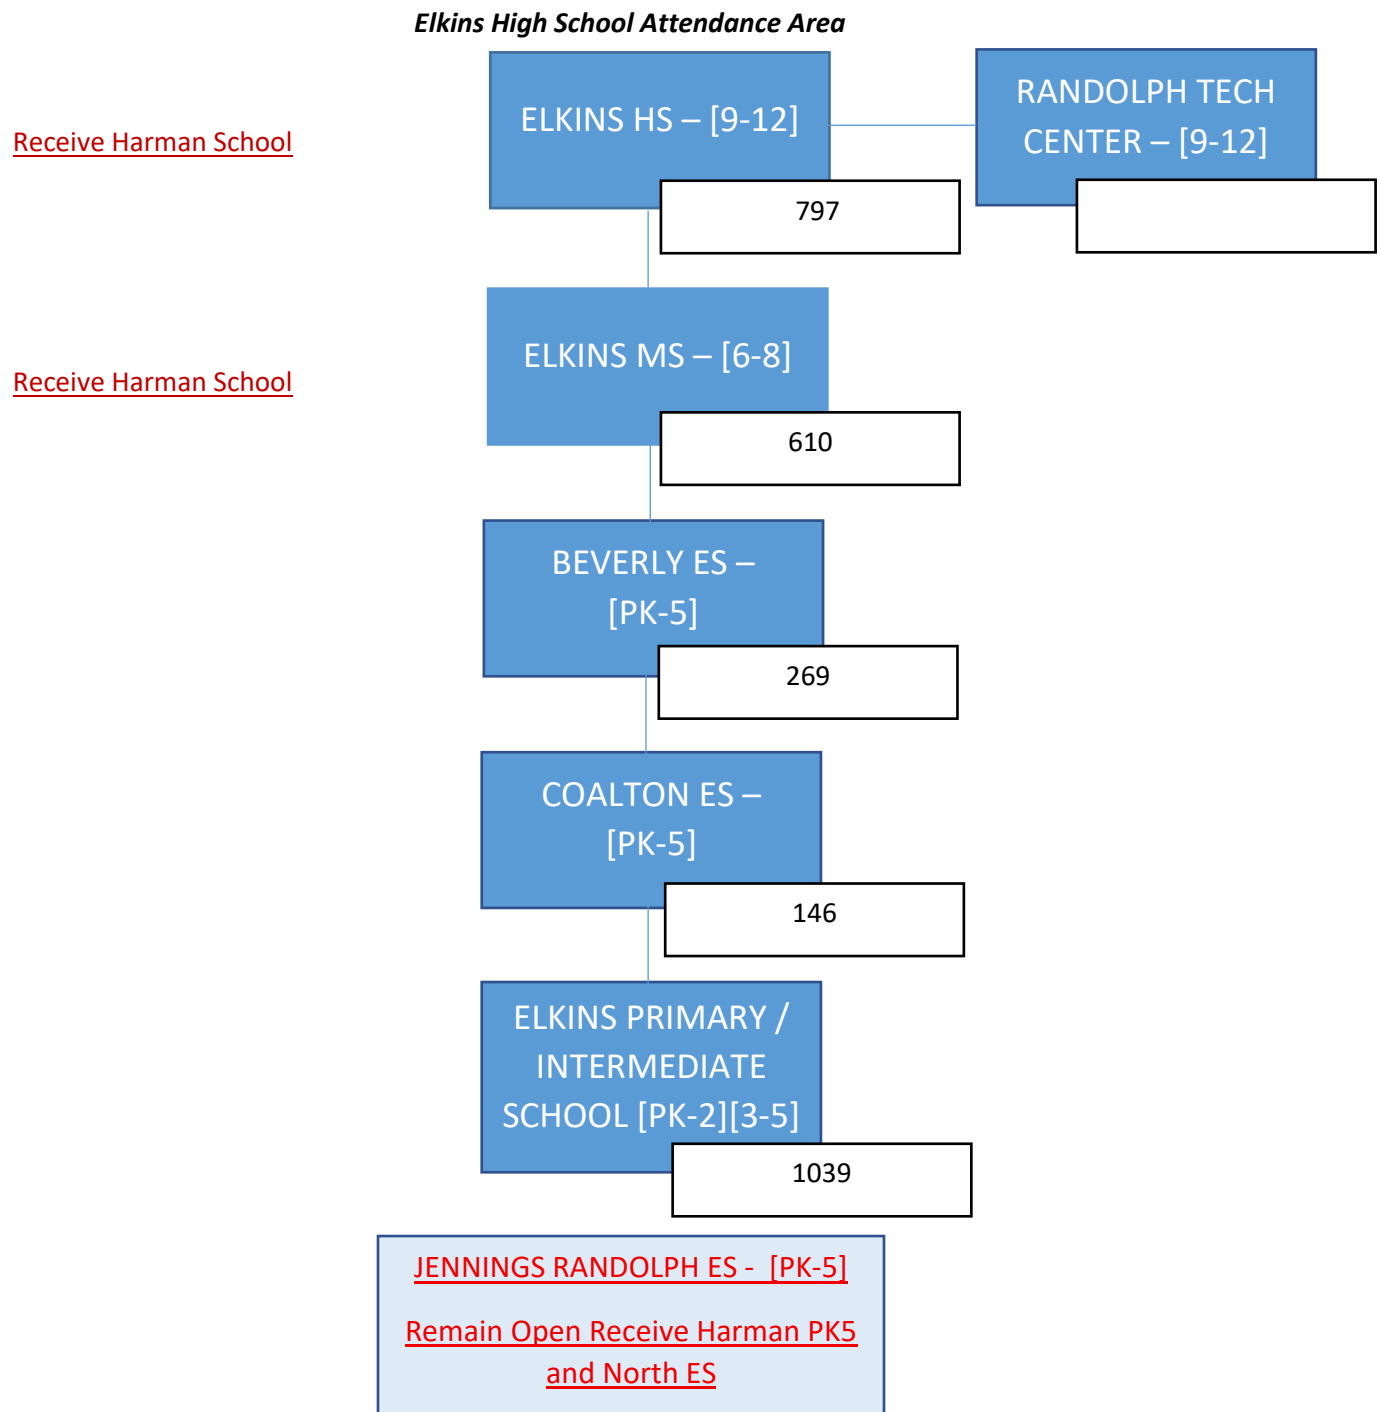 Elkins High School Attendance Area
ELKINS HS – [9-12]
RANDOLPH TECH
CENTER – [9-12]
Receive Harman School
797
ELKINS MS – [6-8]
Receive Harman School
610
BEVERLY ES –
[PK-5]
269
COALTON ES –
[PK-5]
146
ELKINS PRIMARY /
INTERMEDIATE
SCHOOL [PK-2][3-5]
1039
JENNINGS RANDOLPH ES - [PK-5]
Remain Open Receive Harman PK5
and North ES